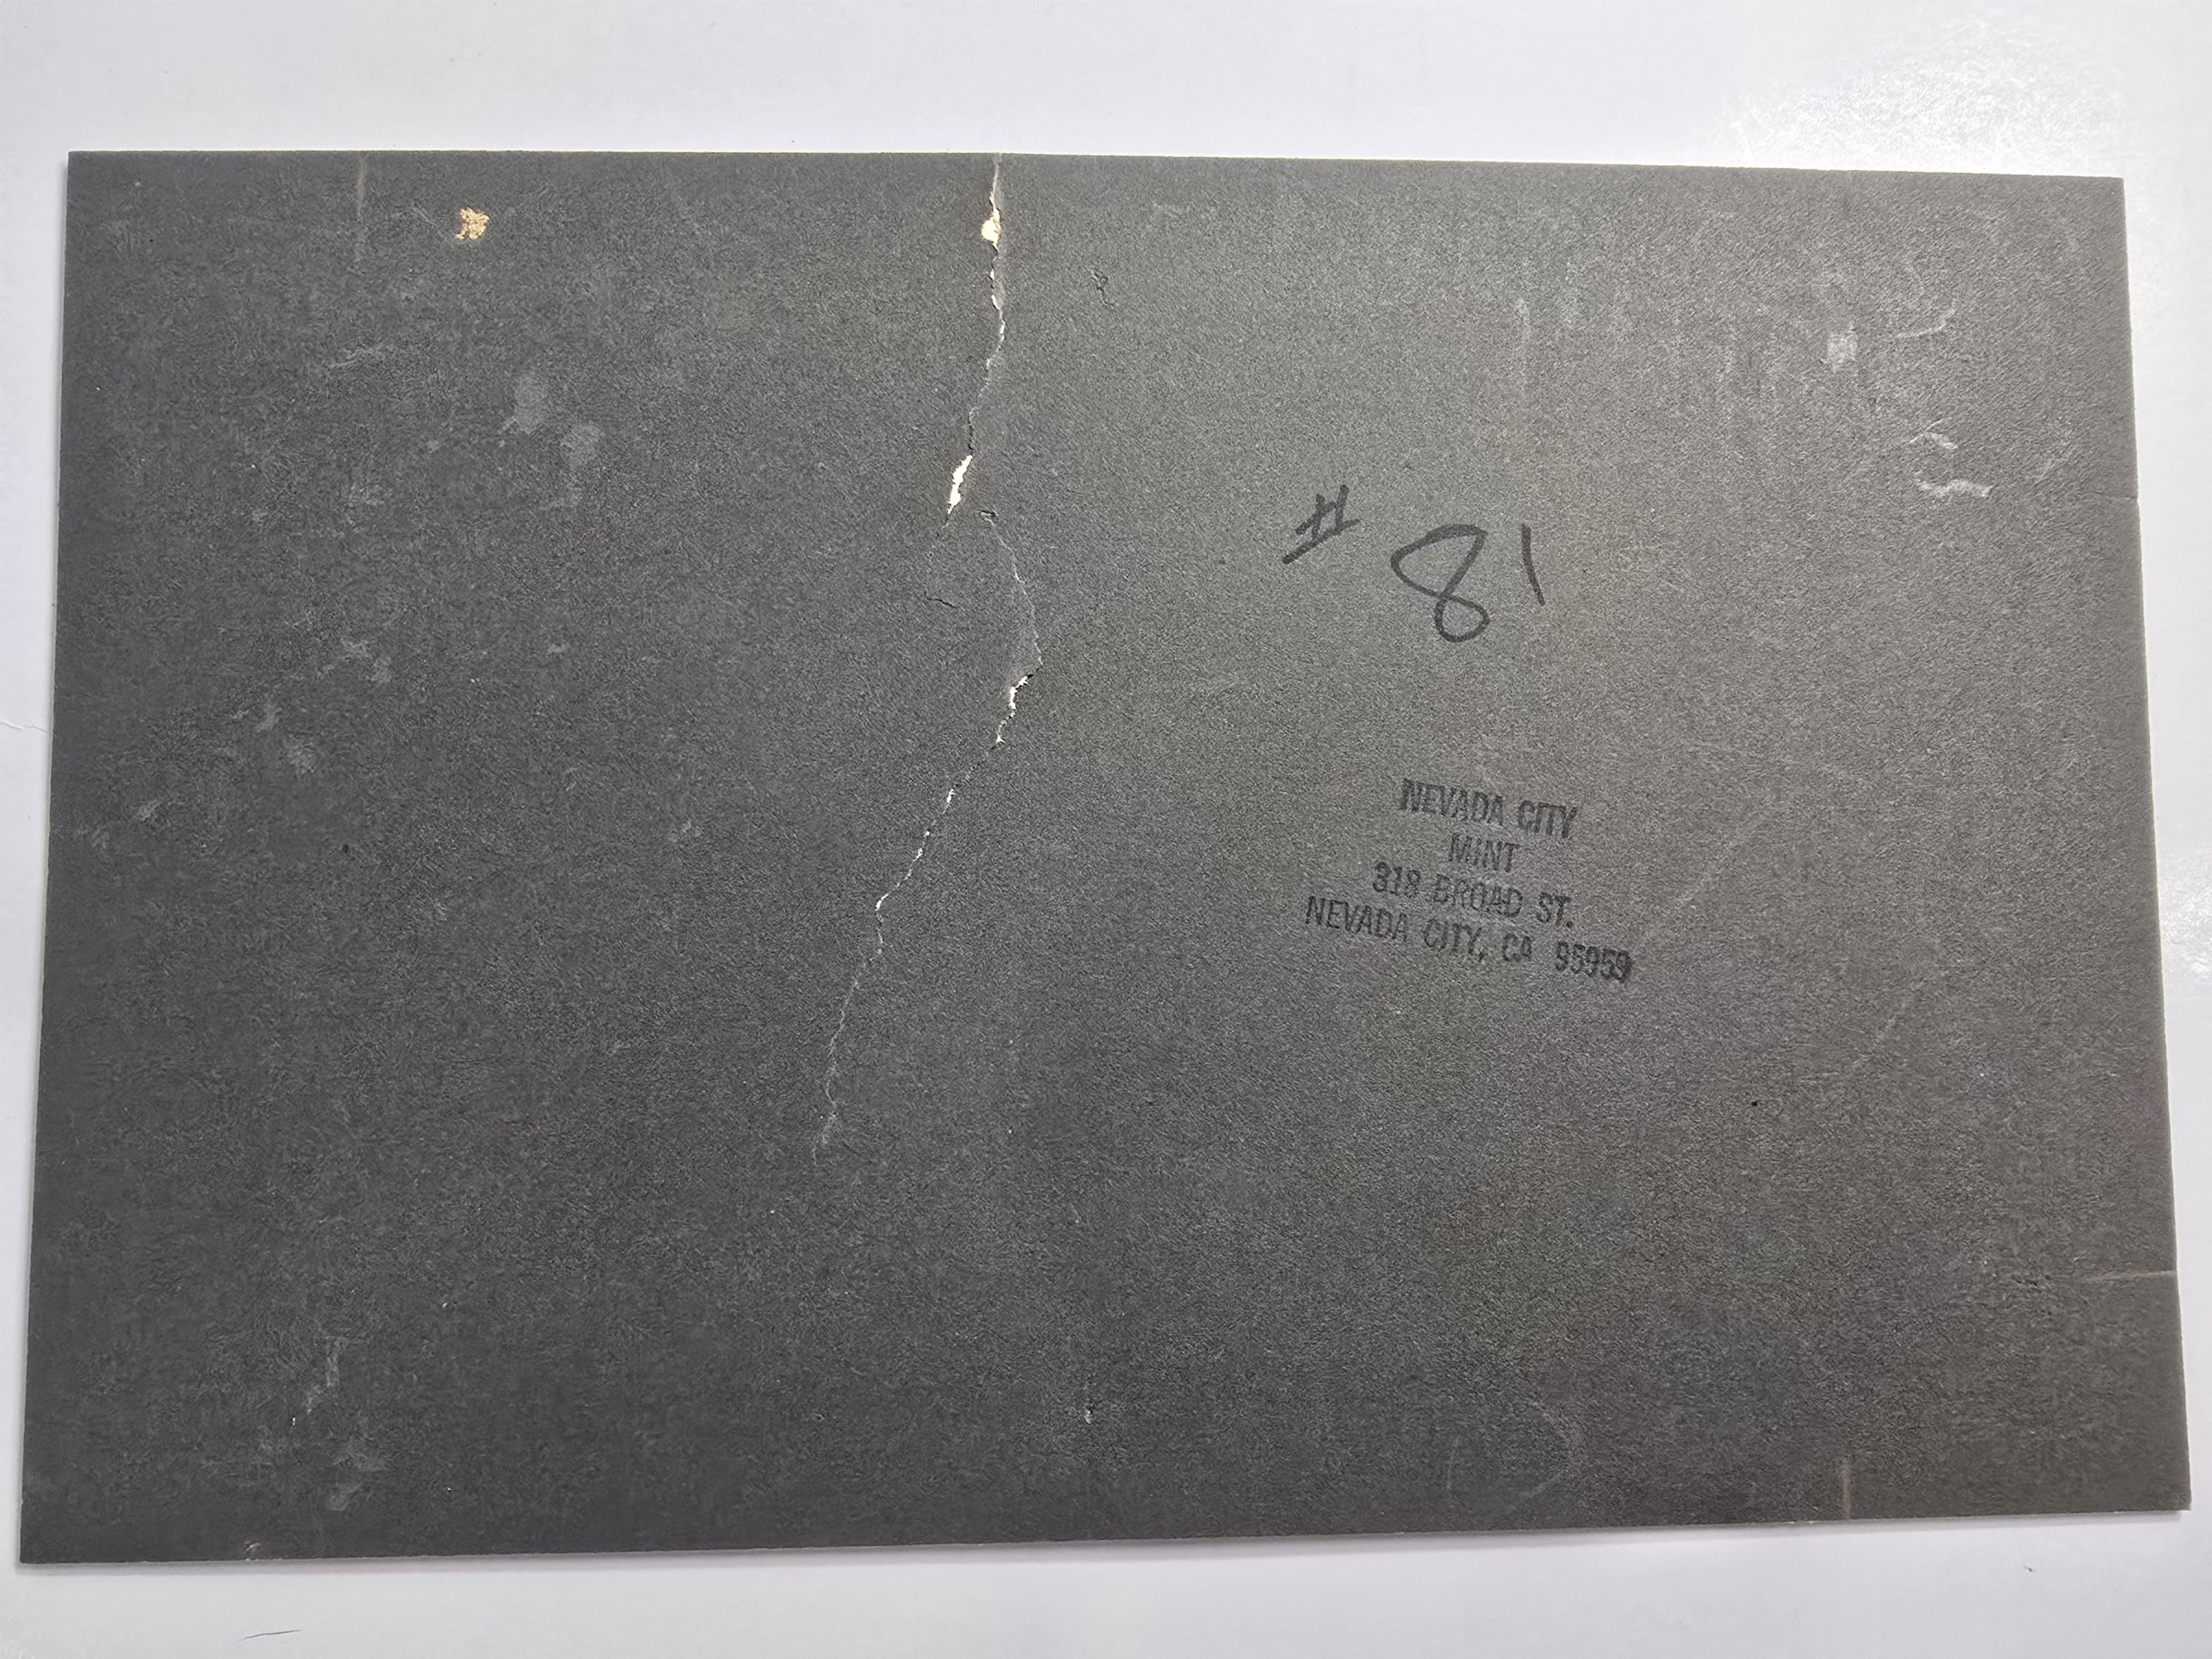 # 81
NEVADA CITY
MINT
318 BROAD ST.
NEVADA CITY, CA 95959